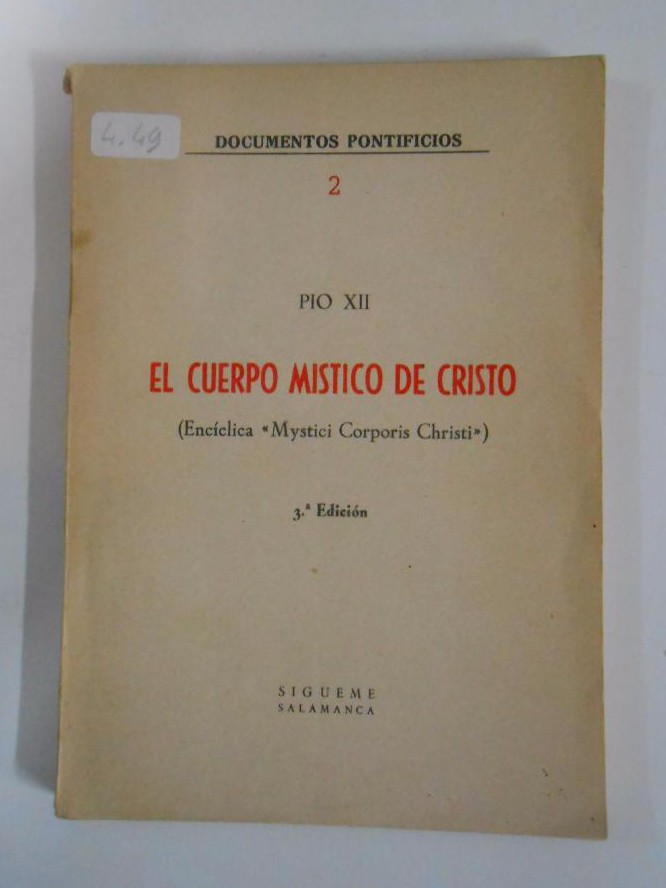 4.49
DOCUMENTOS PONTIFICIOS
2
PIO XII
EL CUERPO MISTICO DE CRISTO
(Encíclica «Mystici Corporis Christi»)
3.ª Edición
SIGUEME
SALAMANCA